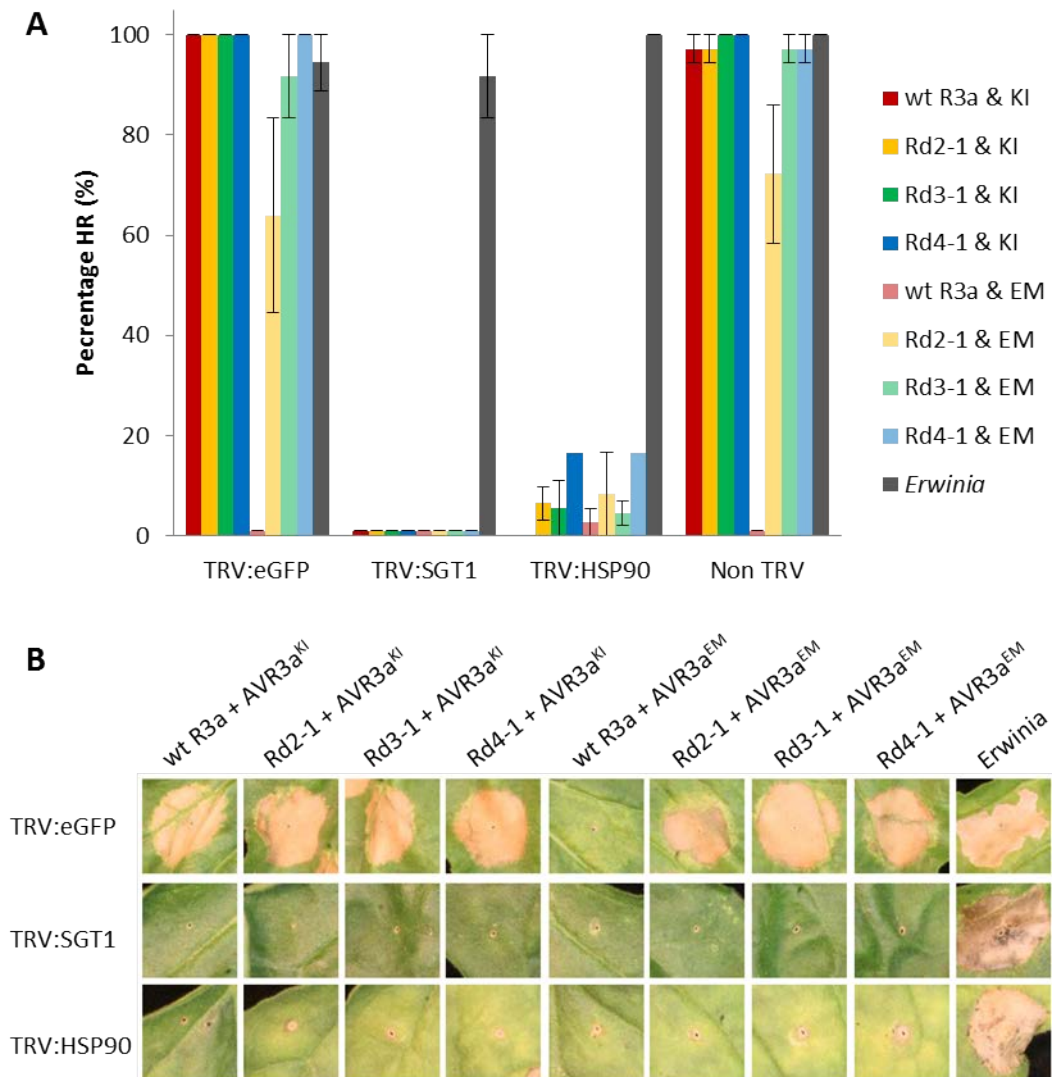 A
100
80
60
40
20
0
Pecrentage HR (%)
TRV:eGFP
TRV:SGT1
TRV:HSP90
Non TRV
wt R3a & KI
Rd2-1 & KI
Rd3-1 & KI
Rd4-1 & KI
wt R3a & EM
Rd2-1 & EM
Rd3-1 & EM
Rd4-1 & EM
Erwinia
B
wt R3a + AVR3a^KI
Rd2-1 + AVR3a^KI
Rd3-1 + AVR3a^KI
Rd4-1 + AVR3a^KI
wt R3a + AVR3a^EM
Rd2-1 + AVR3a^EM
Rd3-1 + AVR3a^EM
Rd4-1 + AVR3a^EM
Erwinia
TRV:eGFP
TRV:SGT1
TRV:HSP90